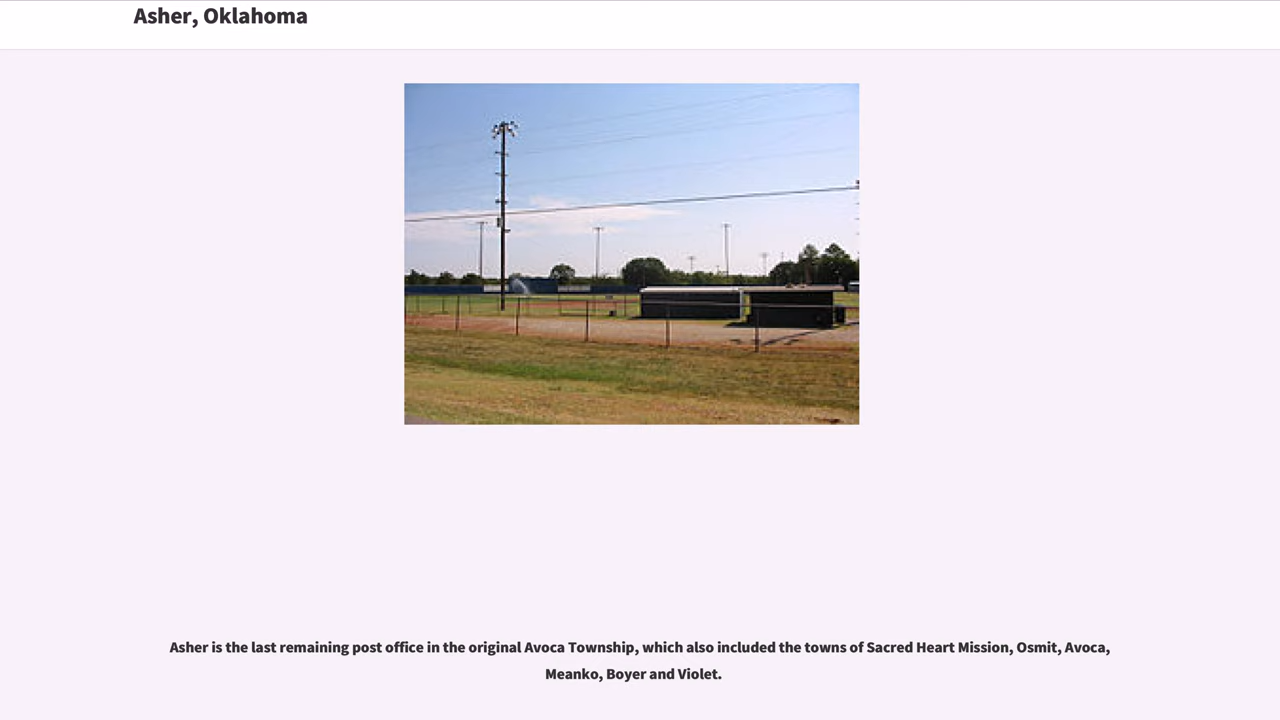 Asher, Oklahoma
Asher is the last remaining post office in the original Avoca Township, which also included the towns of Sacred Heart Mission, Osmit, Avoca,
Meanko, Boyer and Violet.